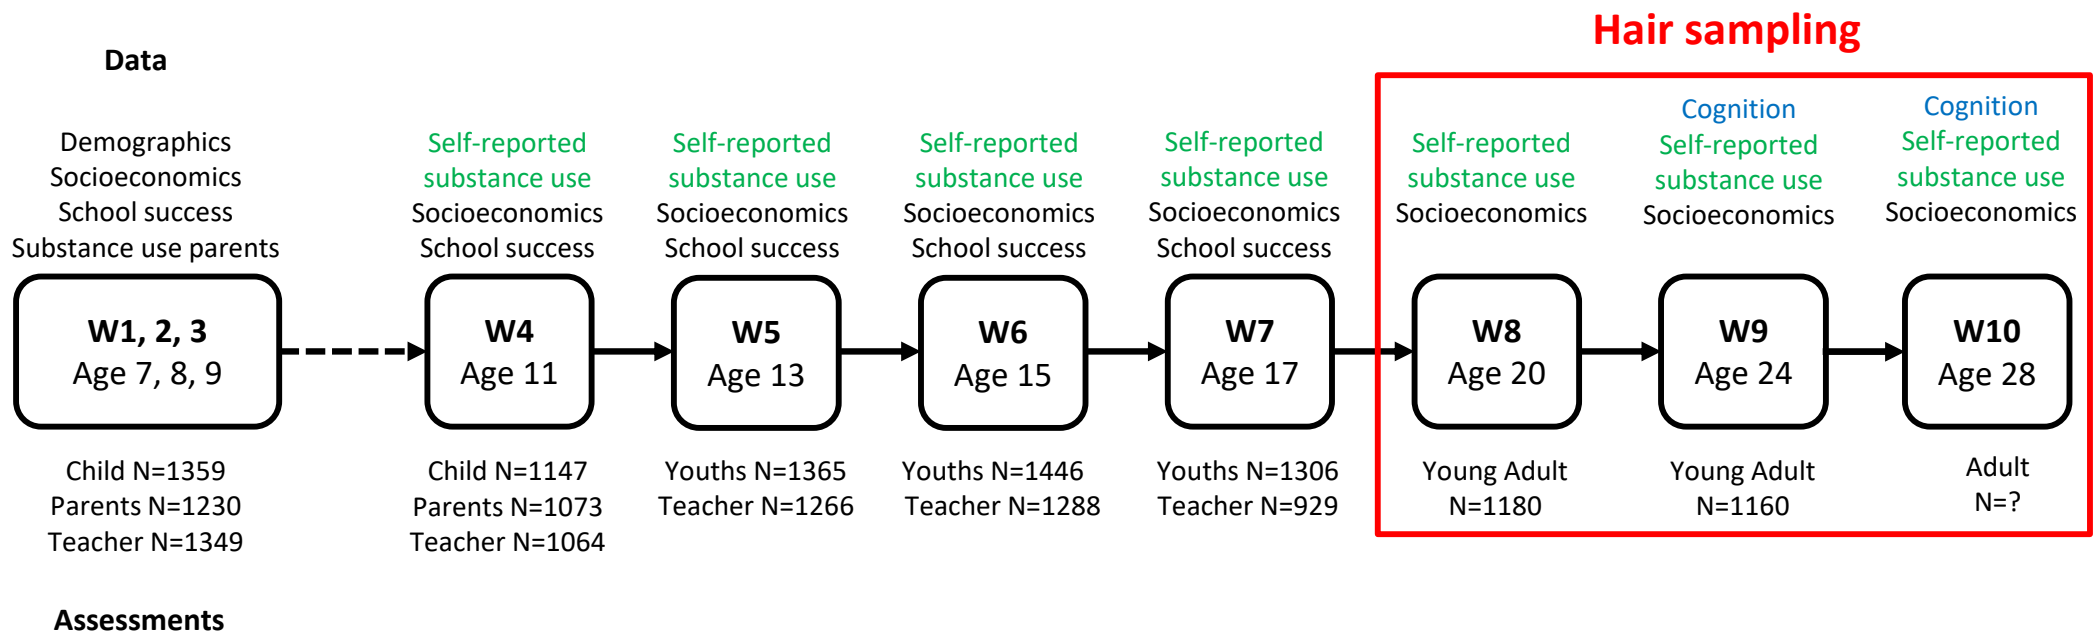 Hair sampling
Data
Demographics
Socioeconomics
School success
Substance use parents
W1, 2, 3
Age 7, 8, 9
Child N=1359
Parents N=1230
Teacher N=1349
Self-reported
substance use
Socioeconomics
School success
W4
Age 11
Child N=1147
Parents N=1073
Teacher N=1064
Self-reported
substance use
Socioeconomics
School success
W5
Age 13
Youths N=1365
Teacher N=1266
Self-reported
substance use
Socioeconomics
School success
W6
Age 15
Youths N=1446
Teacher N=1288
Self-reported
substance use
Socioeconomics
School success
W7
Age 17
Youths N=1306
Teacher N=929
Self-reported
substance use
Socioeconomics
W8
Age 20
Young Adult
N=1180
Cognition
Self-reported
substance use
Socioeconomics
W9
Age 24
Young Adult
N=1160
Cognition
Self-reported
substance use
Socioeconomics
W10
Age 28
Adult
N=?
Assessments